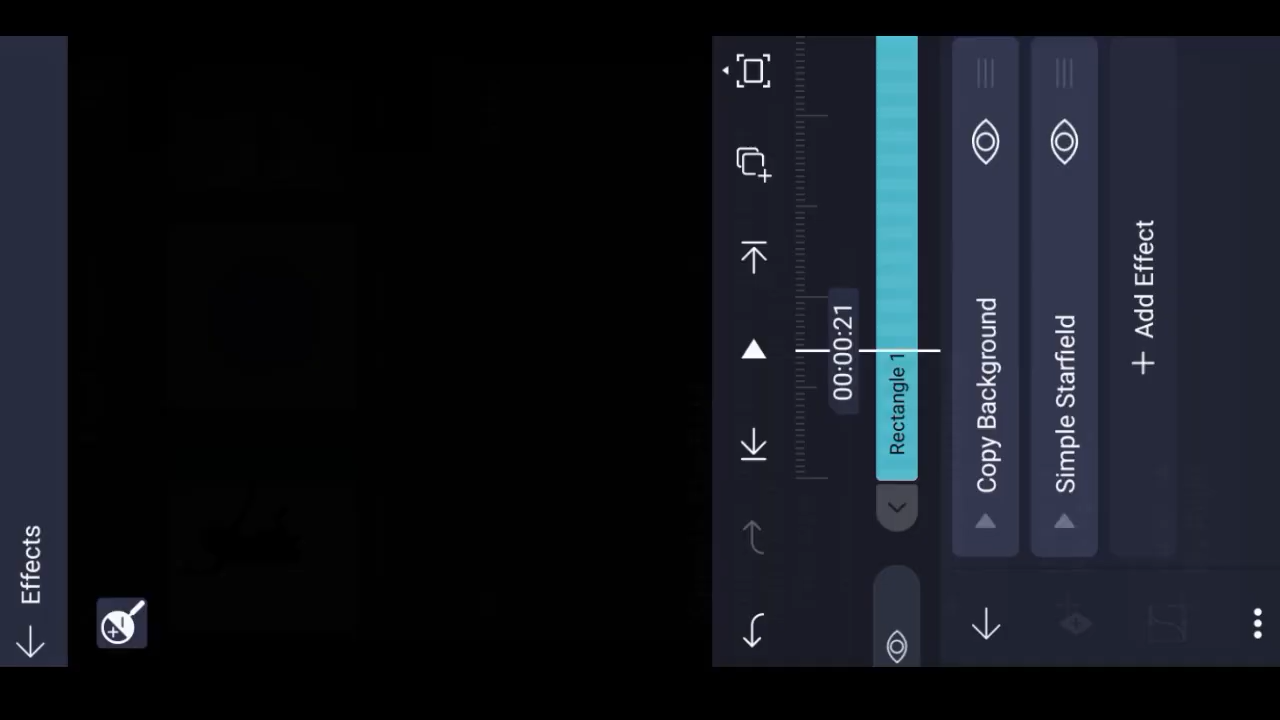 Effects
00:00:21
Rectangle 1
Copy Background
Simple Starfield
+ Add Effect